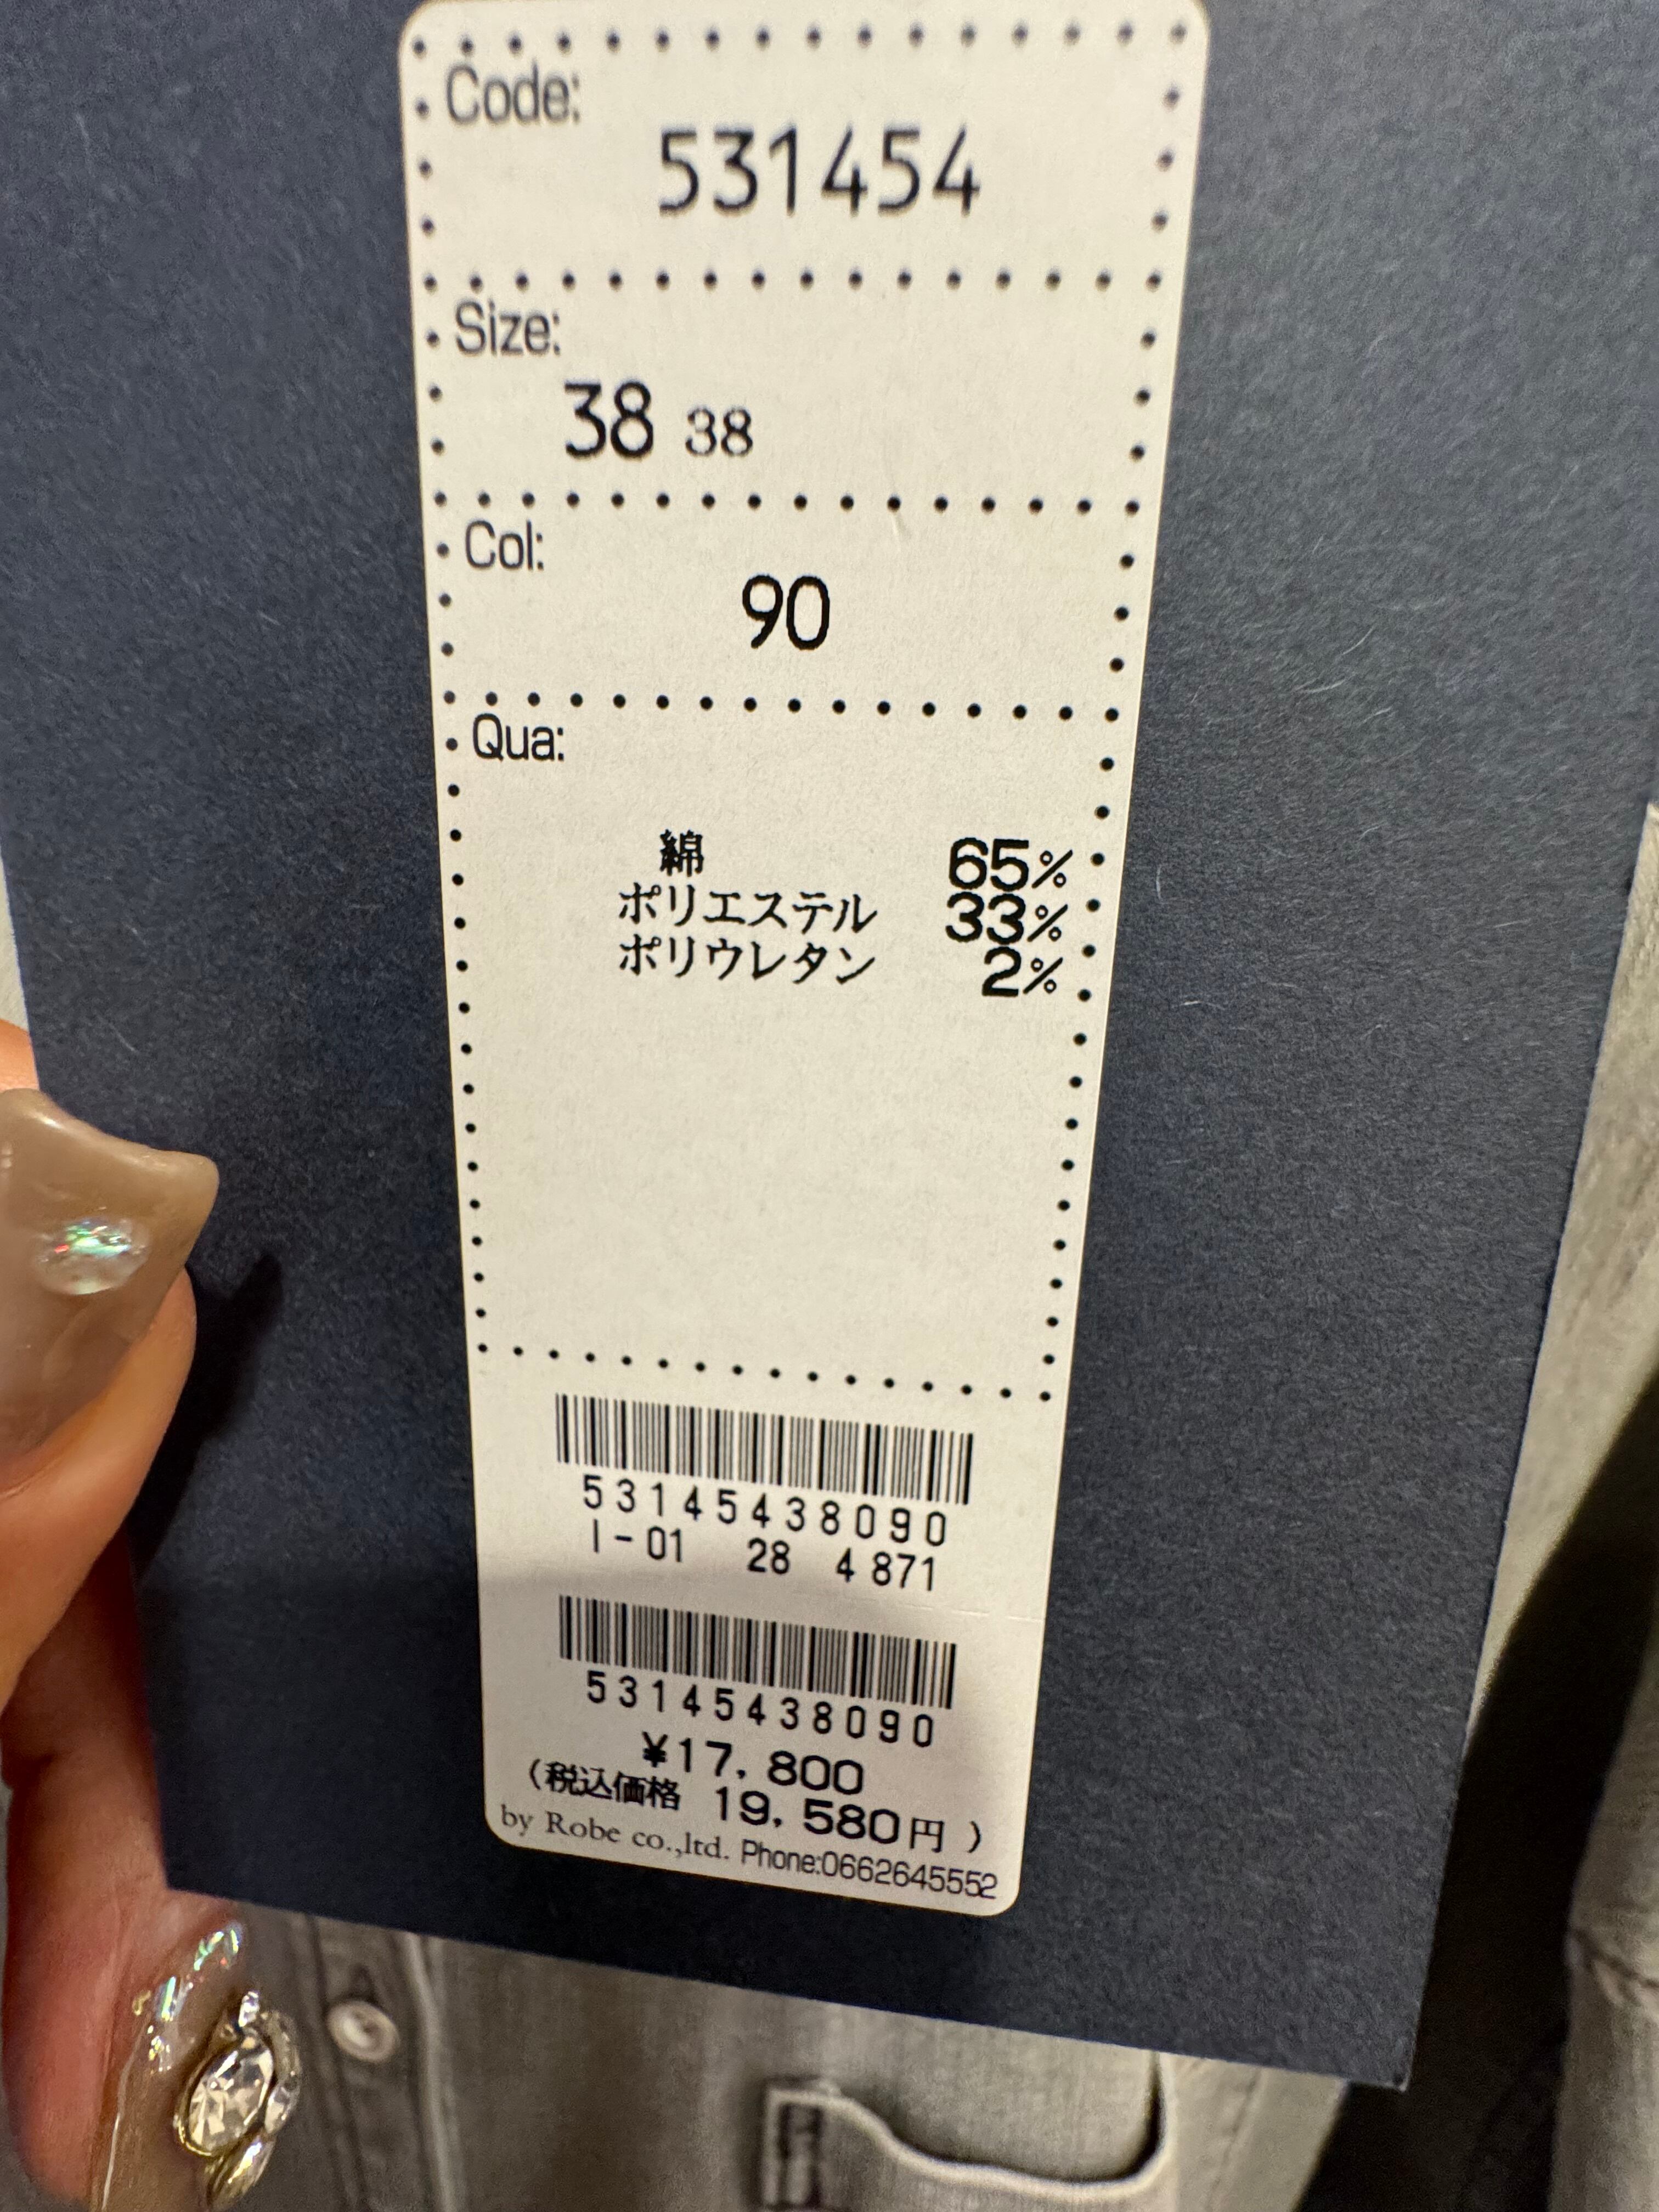 Code:
531454
Size:
38 38
Col:
90
Qua:
綿 65%
ポリエステル 33%
ポリウレタン 2%
53145438090
I-01 28 4871
53145438090
¥17,800
(税込価格 19,580円)
by Robe co.,ltd. Phone:0662645552